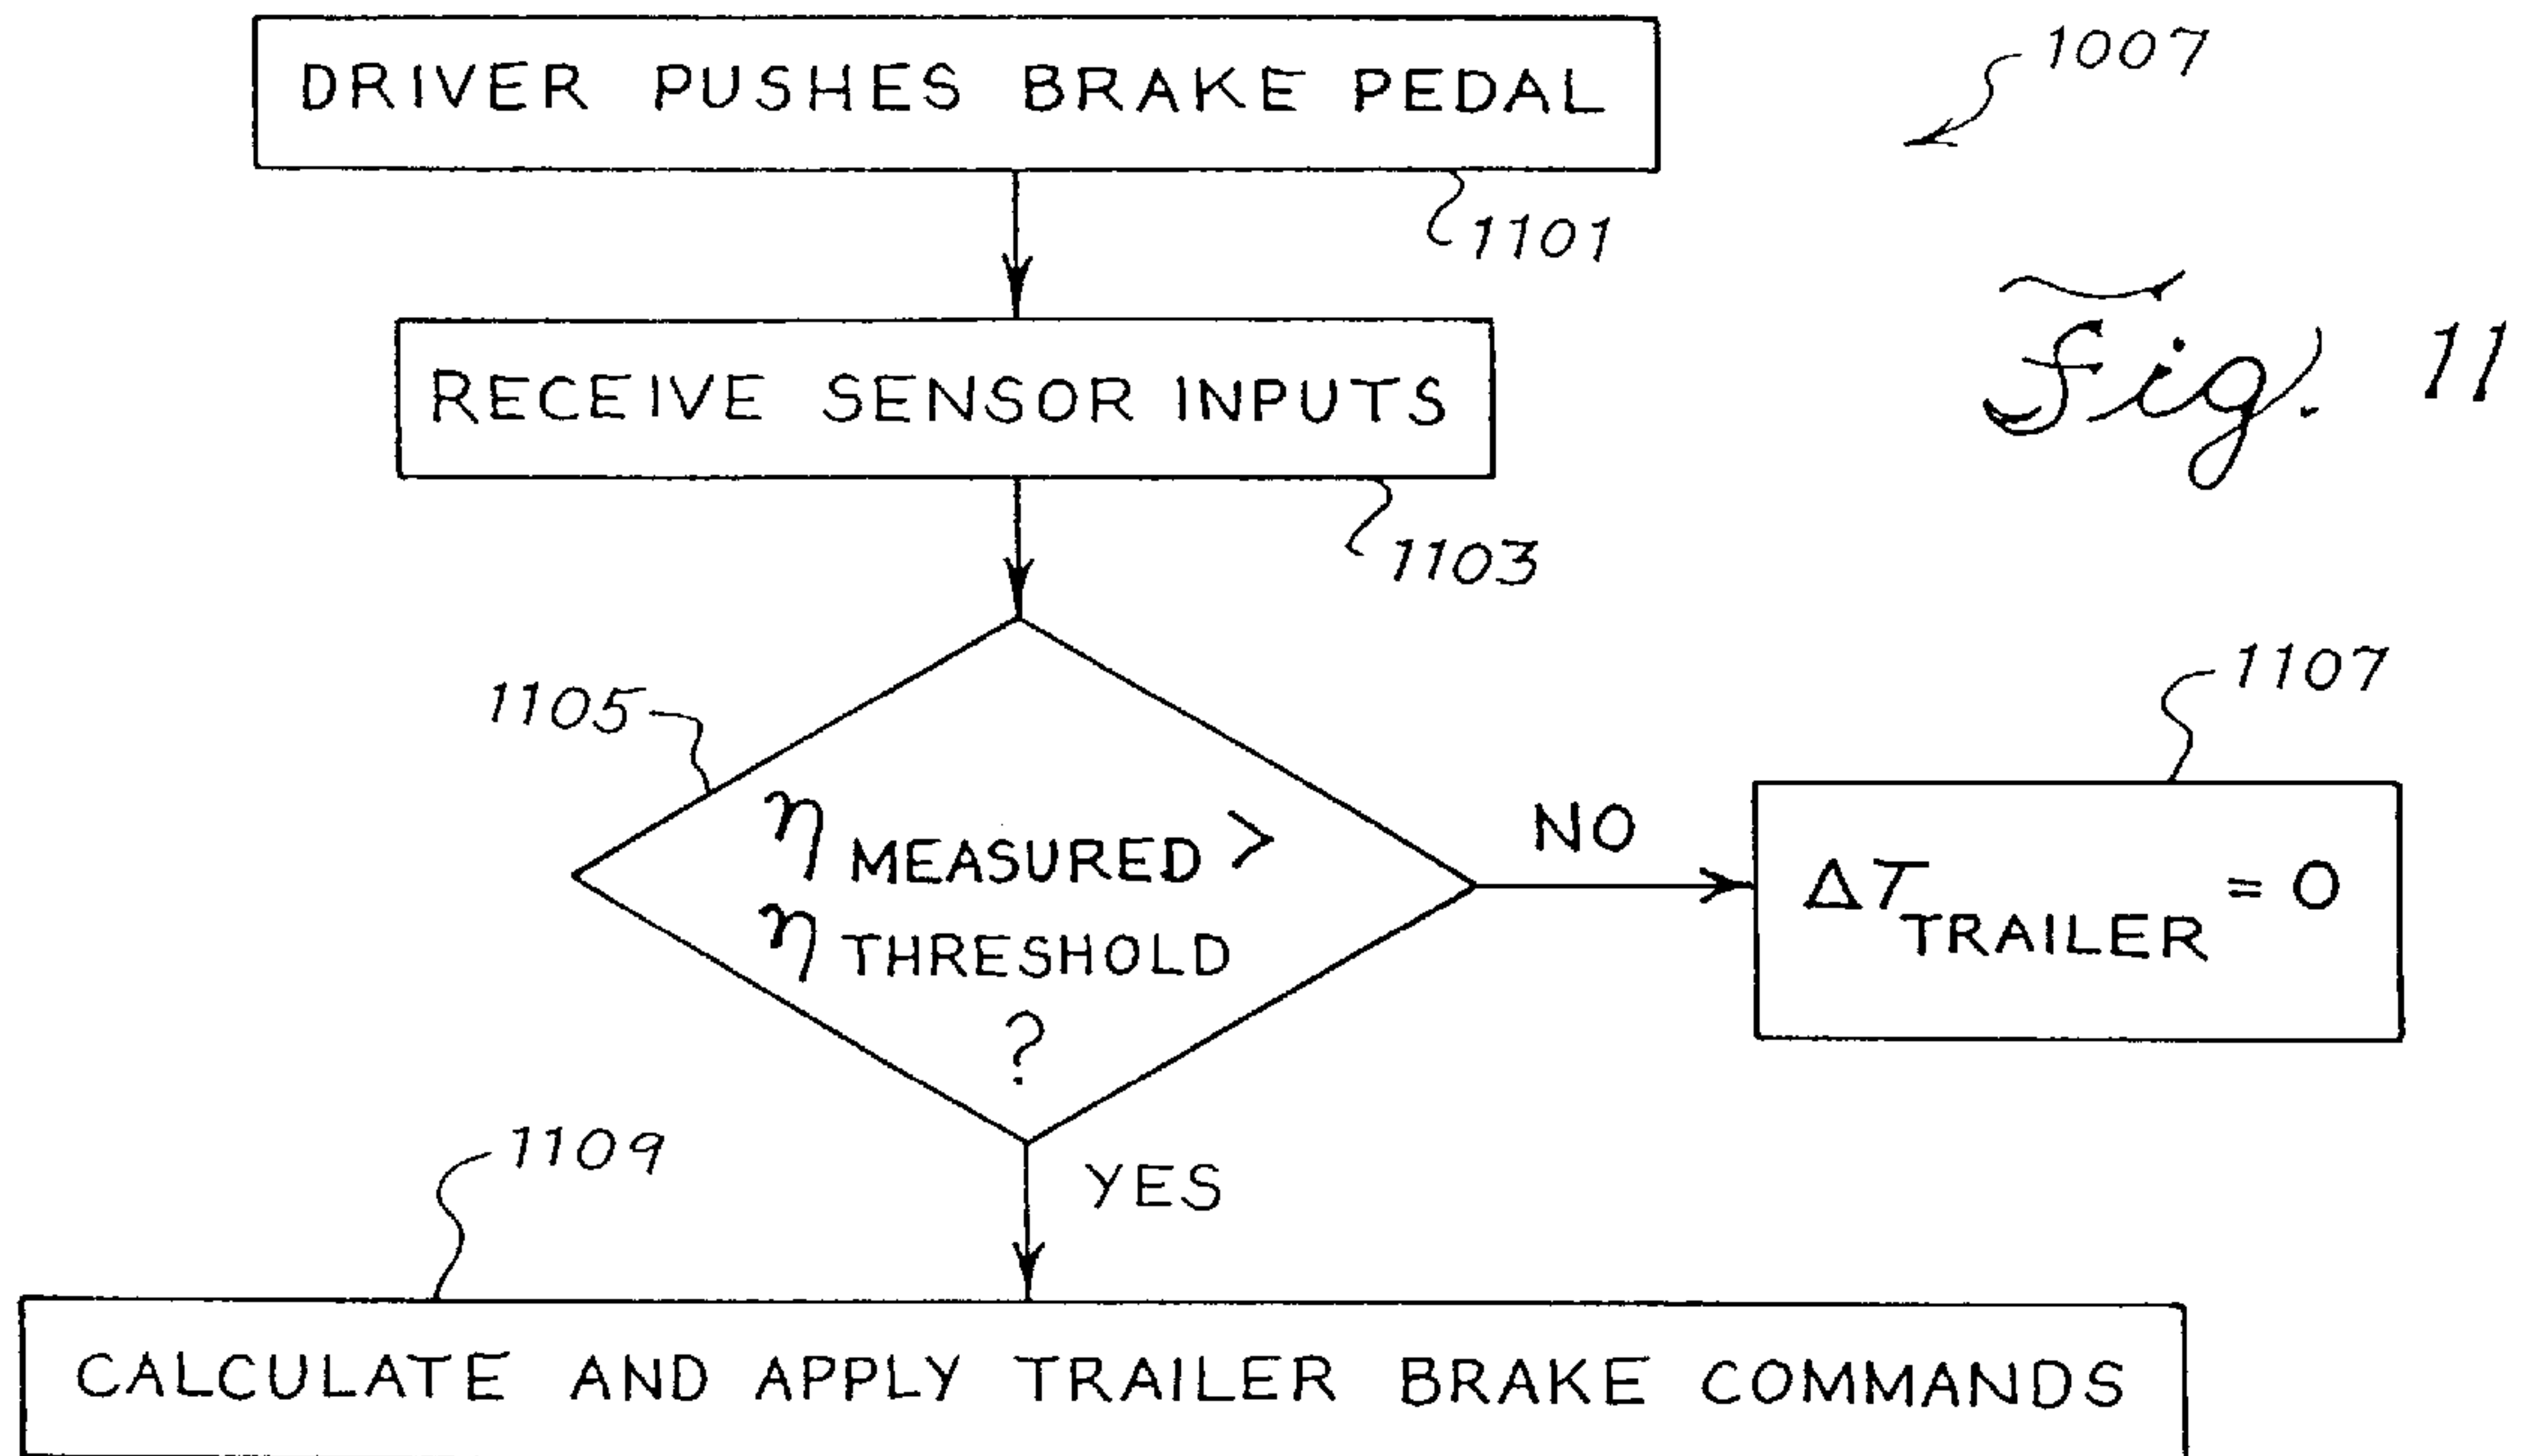 DRIVER PUSHES BRAKE PEDAL
1007
1101
Fig. 11
RECEIVE SENSOR INPUTS
1103
1105
η MEASURED >
η THRESHOLD
?
NO
1107
ΔT TRAILER = 0
YES
1109
CALCULATE AND APPLY TRAILER BRAKE COMMANDS